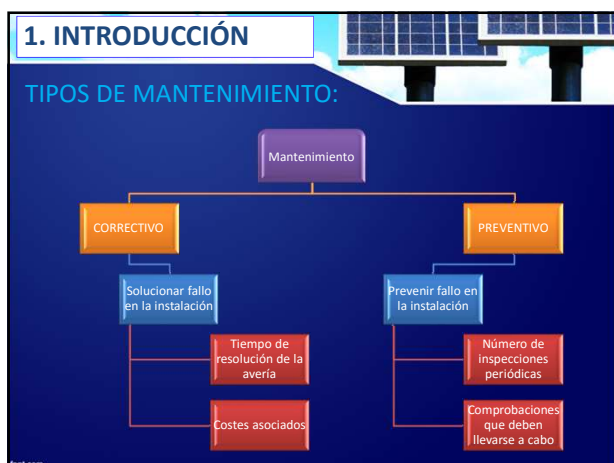 1. INTRODUCCIÓN
TIPOS DE MANTENIMIENTO:
Mantenimiento
CORRECTIVO
PREVENTIVO
Solucionar fallo
en la instalación
Prevenir fallo en
la instalación
Tiempo de
resolución de la
avería
Número de
inspecciones
periódicas
Costes asociados
Comprobaciones
que deben
llevarse a cabo